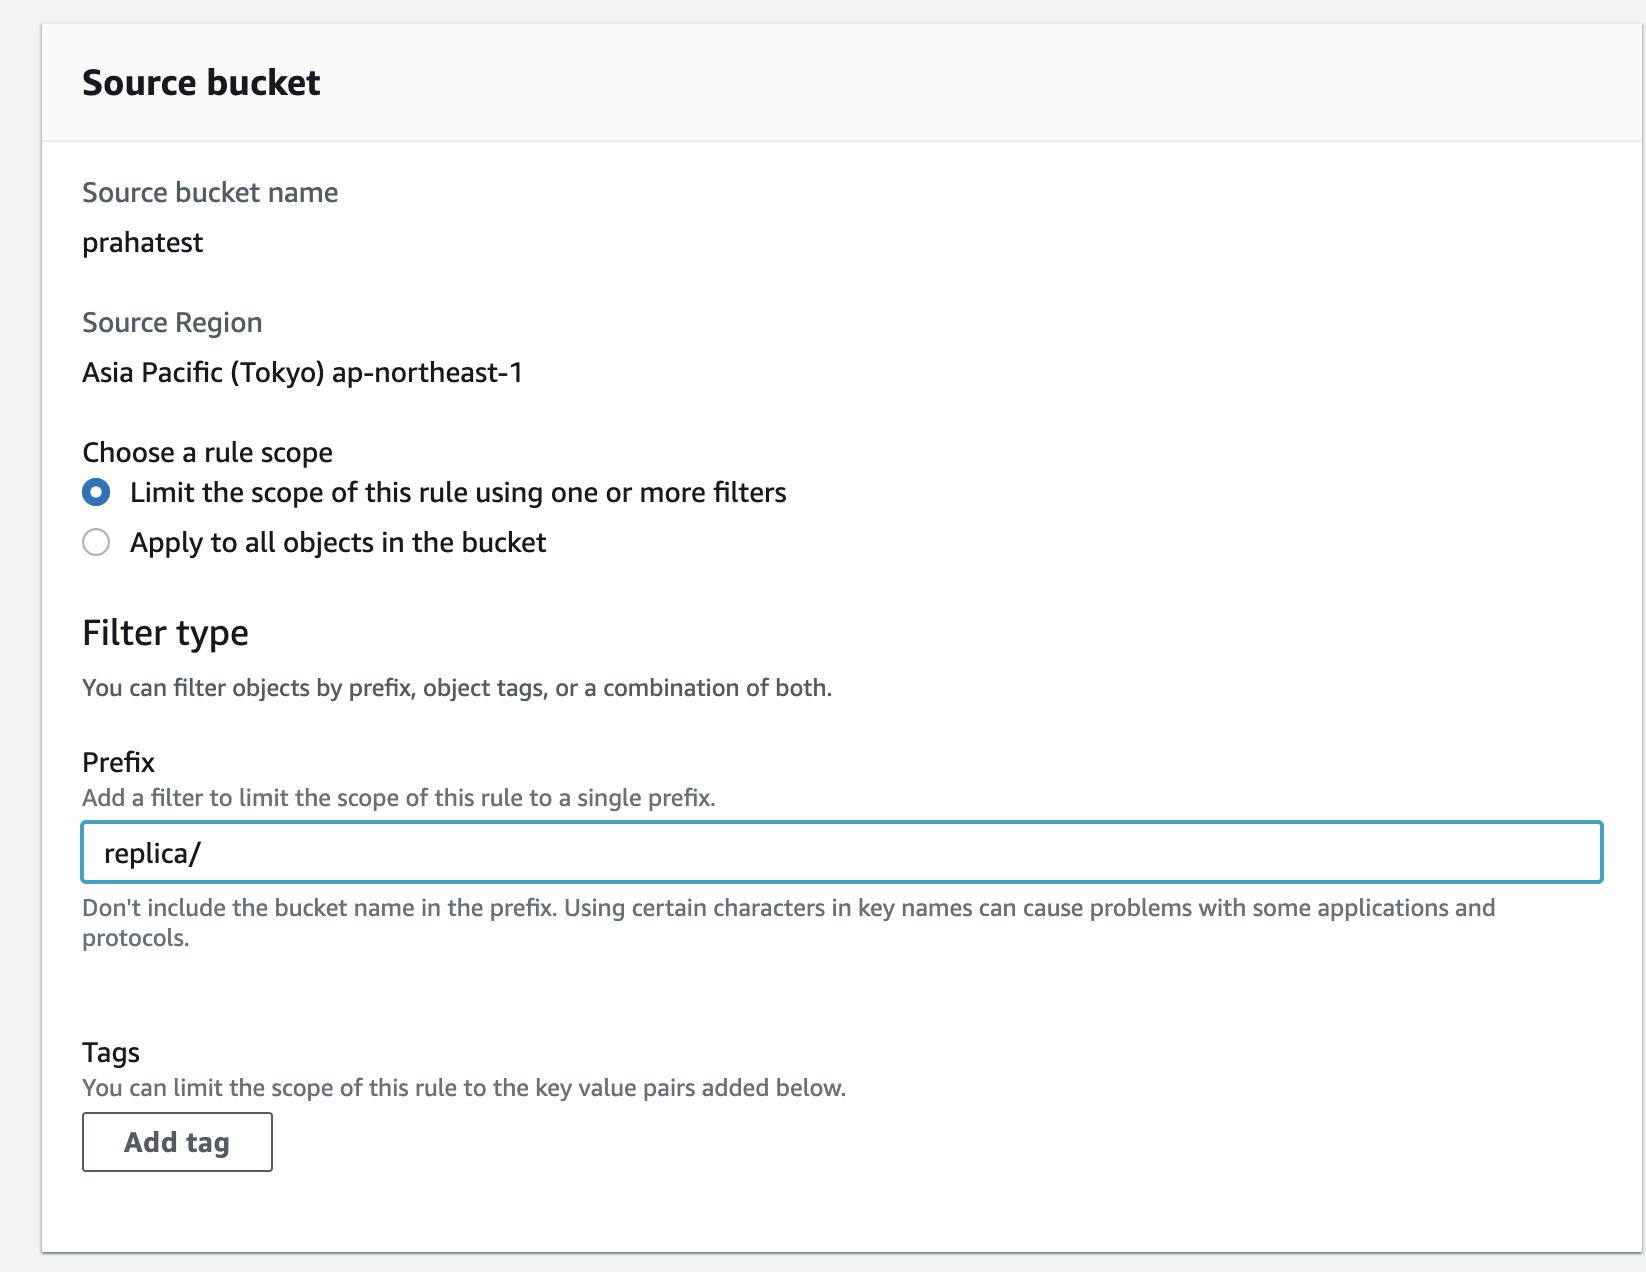 Source bucket
Source bucket name
prahatest
Source Region
Asia Pacific (Tokyo) ap-northeast-1
Choose a rule scope
Limit the scope of this rule using one or more filters
Apply to all objects in the bucket
Filter type
You can filter objects by prefix, object tags, or a combination of both.
Prefix
Add a filter to limit the scope of this rule to a single prefix.
replica/
Don't include the bucket name in the prefix. Using certain characters in key names can cause problems with some applications and
protocols.
Tags
You can limit the scope of this rule to the key value pairs added below.
Add tag